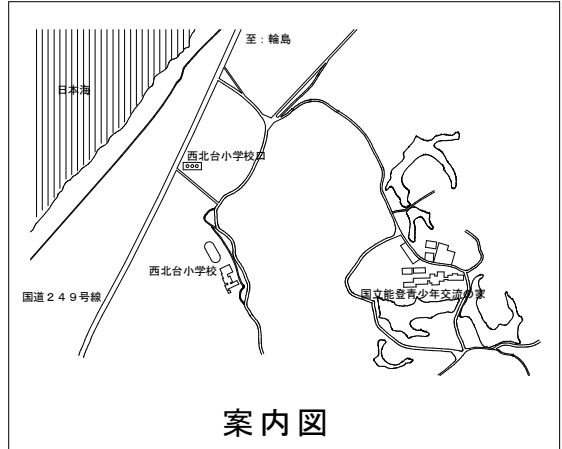 至：輪島
日本海
西北台小学校口
西北台小学校
国立能登青少年交流の家
国道２４９号線
案内図